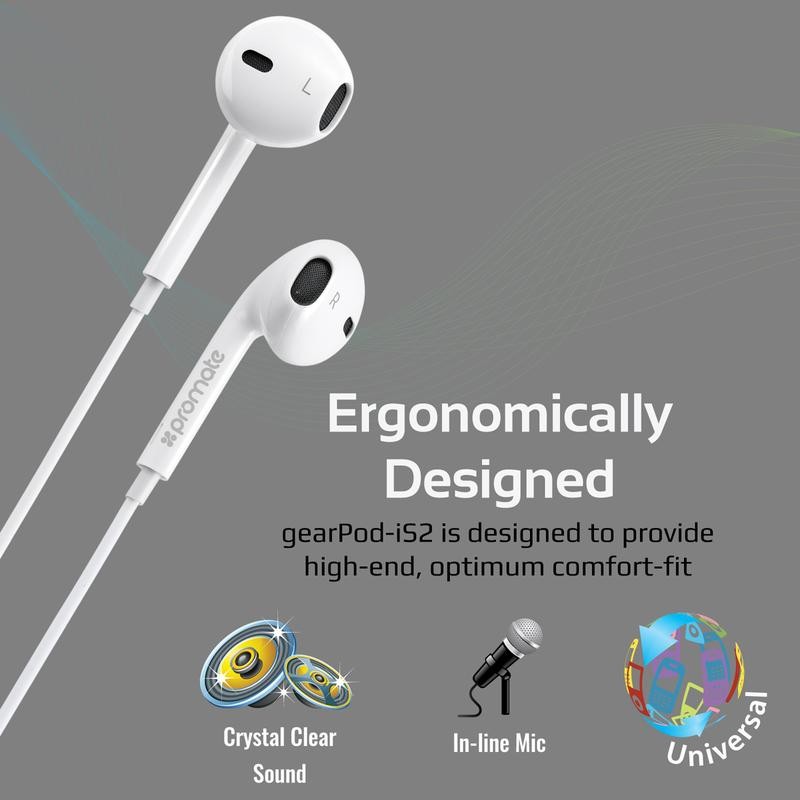 L
R
promate
Ergonomically
Designed
gearPod-iS2 is designed to provide
high-end, optimum comfort-fit
Crystal Clear
Sound
In-line Mic
Universal